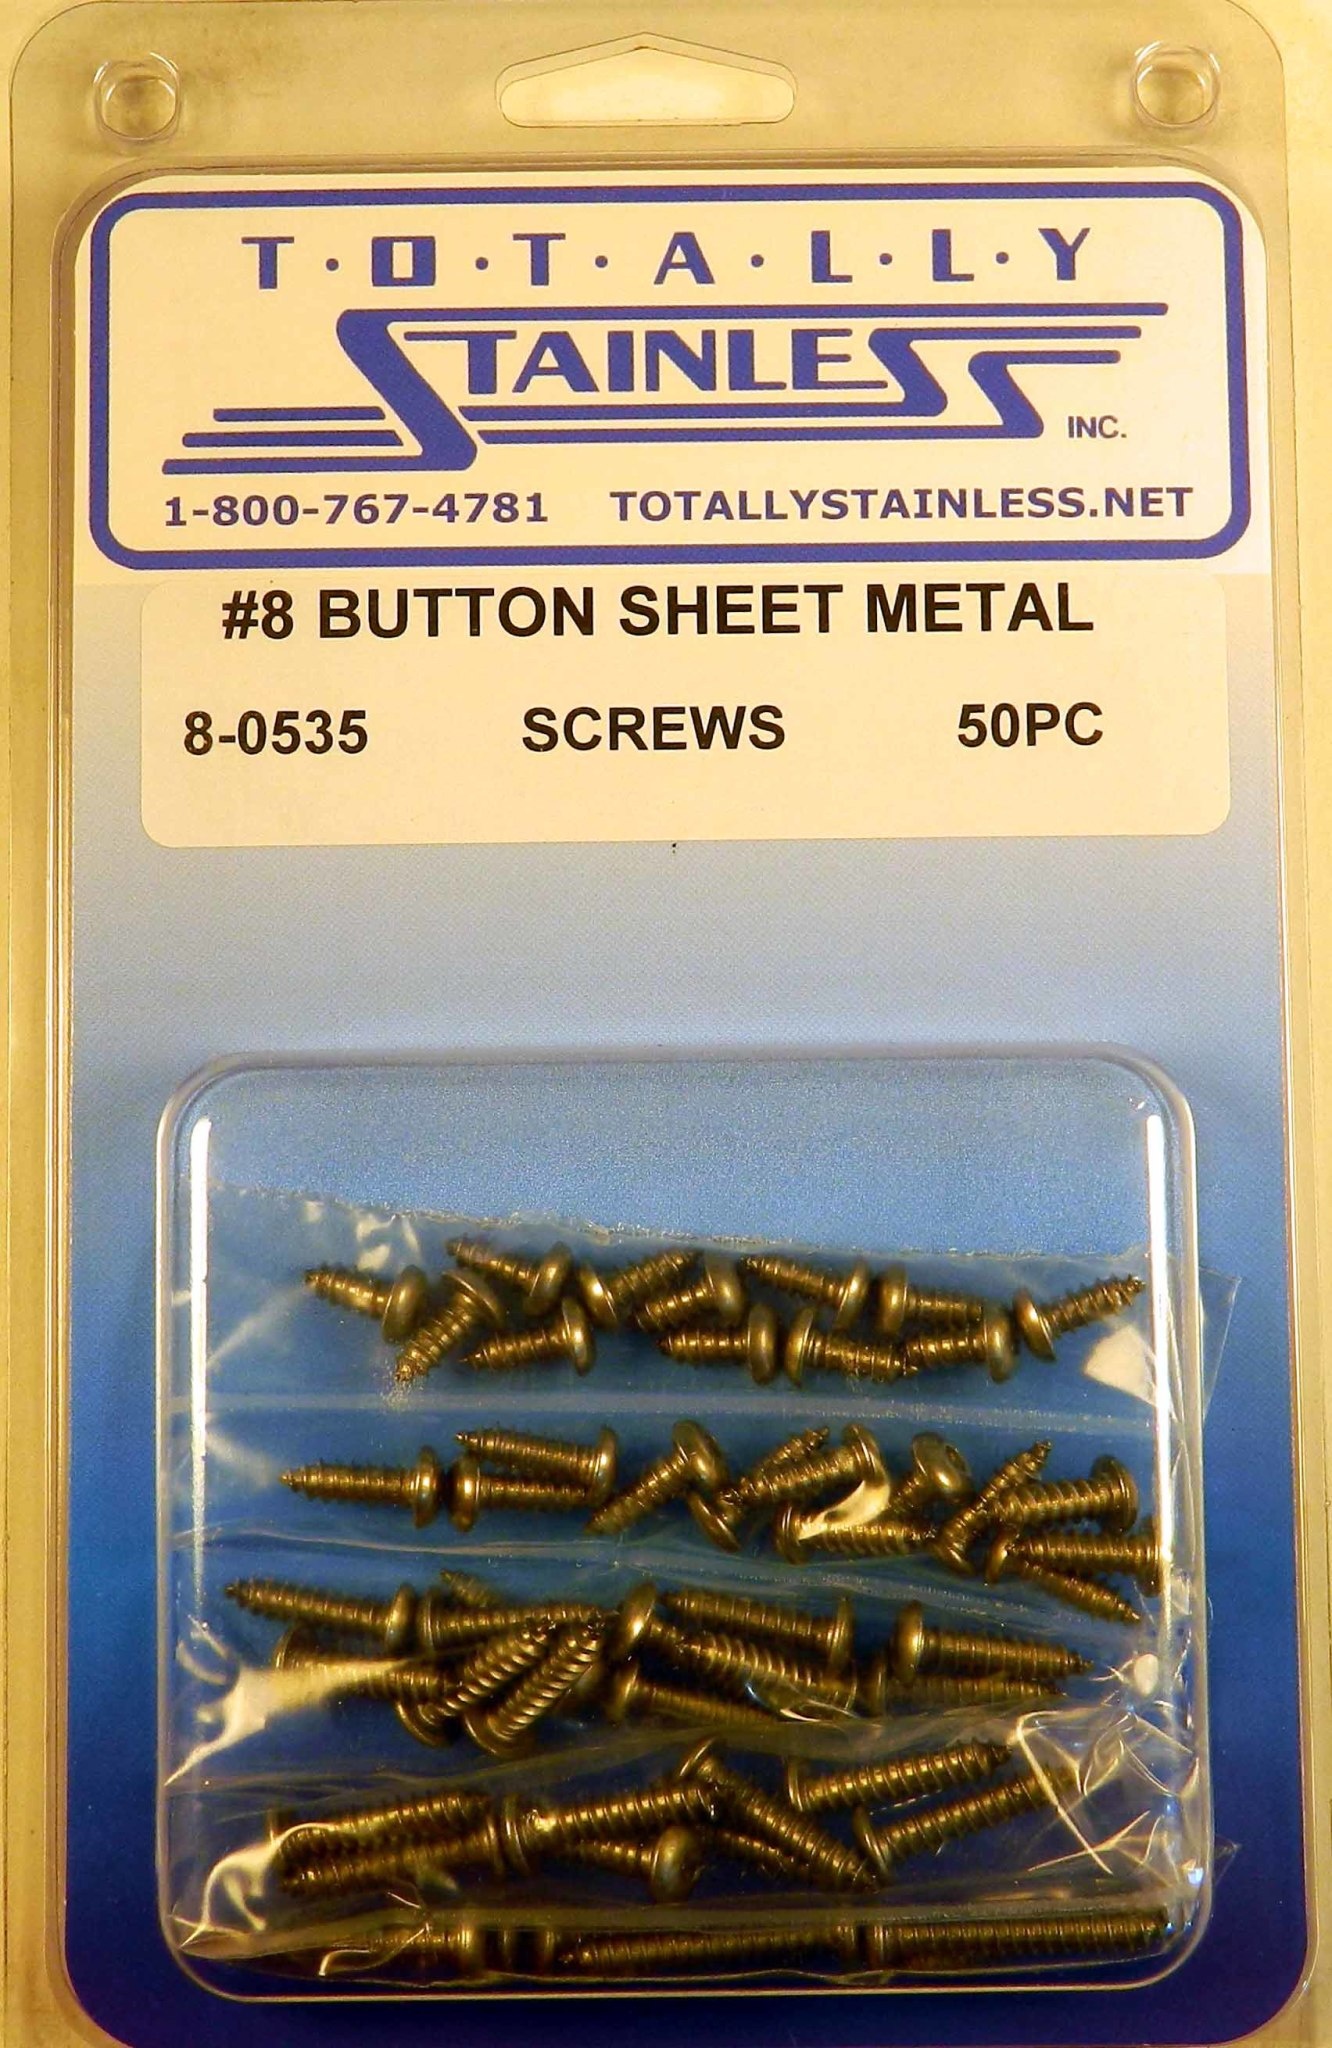 T·O·T·A·L·L·Y
STAINLESS
INC.
1-800-767-4781 TOTALLYSTAINLESS.NET
#8 BUTTON SHEET METAL
8-0535 SCREWS 50PC